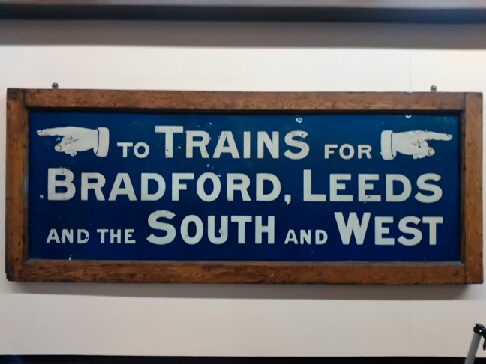 TO TRAINS FOR
BRADFORD, LEEDS
AND THE SOUTH AND WEST